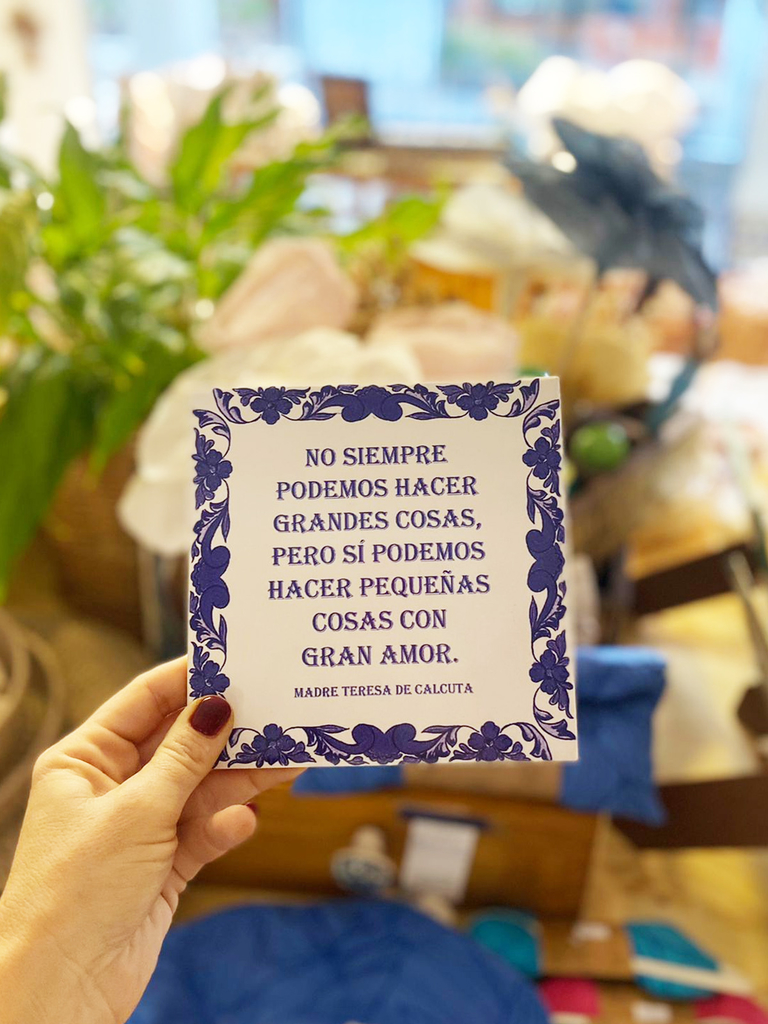 NO SIEMPRE
PODEMOS HACER
GRANDES COSAS,
PERO SÍ PODEMOS
HACER PEQUEÑAS
COSAS CON
GRAN AMOR.
MADRE TERESA DE CALCUTA